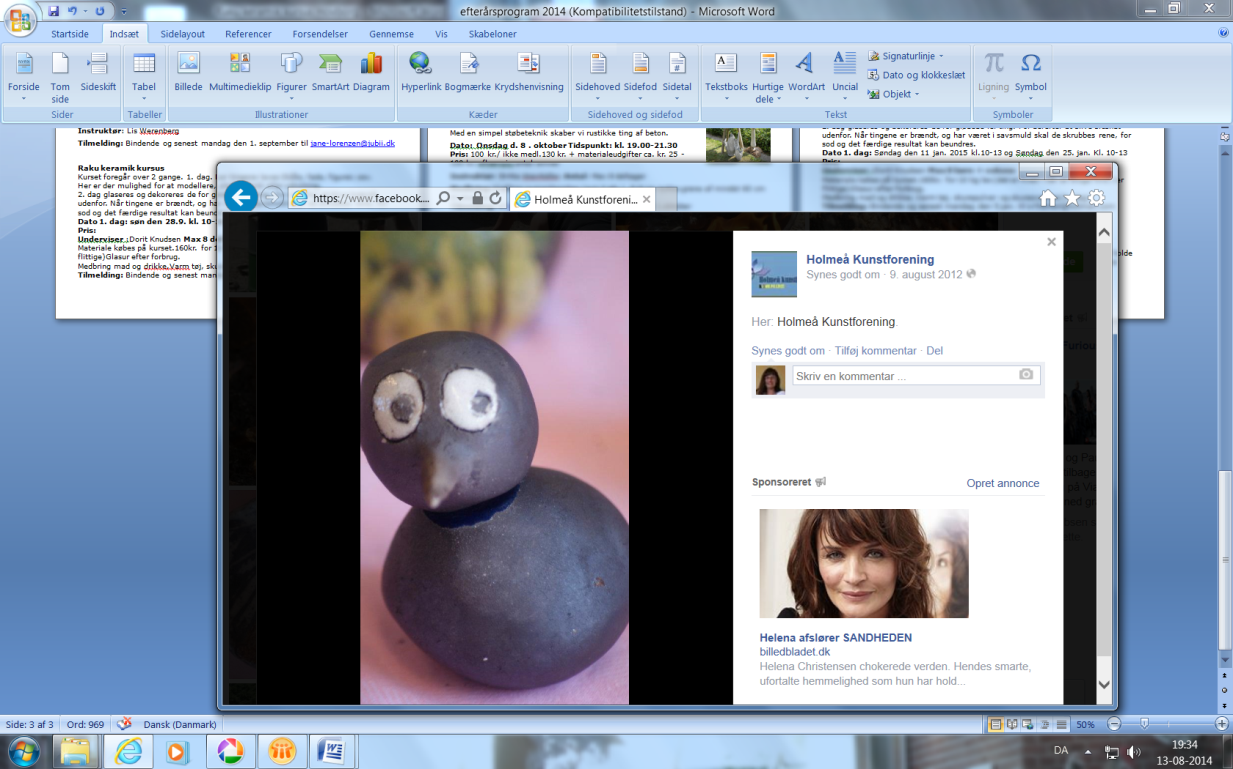 efterårsprogram 2014 (Kompatibilitetstilstand) - Microsoft Word
Startside Indsæt Sidelayout Referencer Forsendelser Gennemse Vis Skabeloner
Forside Tom side Sideskift Tabel Billede Multimedieklip Figurer SmartArt Diagram Hyperlink Bogmærke Krydshenvisning Sidehoved Sidefod Sidetal Tekstboks Hurtige dele WordArt Uncial Ligning Symbol
Signaturlinje
Dato og klokkeslæt
Objekt
Sider Tabeller Illustrationer Kæder Sidehoved og sidefod Tekst Symboler
Instruktør: Lis Werenberg
Tilmelding: Bindende og senest mandag den 1. september til jane-lorenzen@jubii.dk
Raku keramik kursus
Kurset foregår over 2 gange. 1. dag.
Her er der mulighed for at modellere,
2. dag glaseres og dekoreres de for
udenfor. Når tingene er brændt, og
sod og det færdige resultat kan beundres.
Dato 1. dag: søn den 28.9. kl. 10-
Pris:
Underviser :Dorit Knudsen Max 8
Materiale købes på kurset.160kr. for
flittige)Glasur efter forbrug.
Medbring mad og drikke.Varm tøj,
Tilmelding: Bindende og senest
Med en simpel støbeteknik skaber vi rustikke ting af beton.
Dato: Onsdag d. 8 . oktober Tidspunkt: kl. 19.00-21.30
Pris: 100 kr./ ikke medl.130 kr. + materialeudgifter ca. kr. 25 -
udenfor. Når tingene er brændt, og har været i savsmuld skal de skrubbes rene, for
sod og det færdige resultat kan beundres.
Dato 1. dag: Søndag den 11 jan. 2015 kl.10-13 og Søndag den 25. jan. Kl. 10-13
https://www.facebook....
Holmeå Kunstforeni...
Holmeå Kunstforening
Synes godt om · 9. august 2012
Her: Holmeå Kunstforening.
Synes godt om · Tilføj kommentar · Del
Skriv en kommentar ...
Sponsoreret
Opret annonce
Helena afslører SANDHEDEN
billedbladet.dk
Helena Christensen chokerede verden. Hendes smarte,
ufortalte hemmelighed som hun har hold...
Side: 3 af 3 Ord: 969 Dansk (Danmark) 50%
DA
19:34
13-08-2014